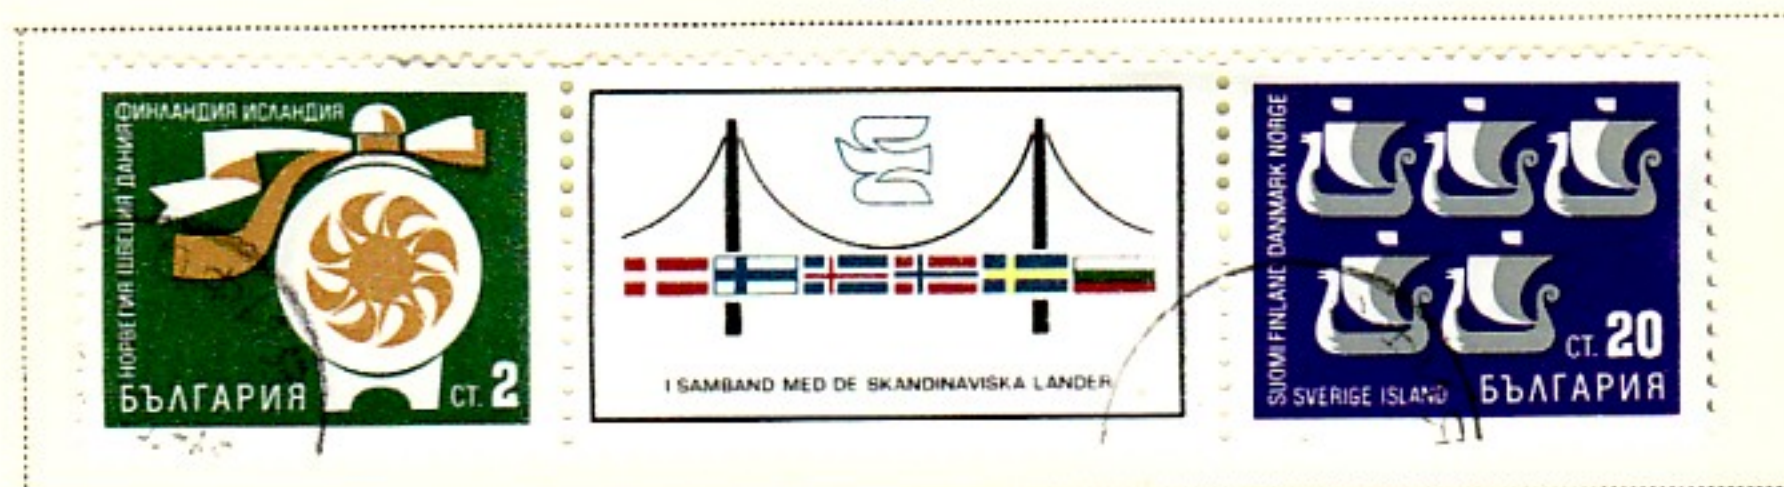 ФИНЛАНДИЯ ИСЛАНДИЯ
НОРВЕГИЯ ШВЕЦИЯ ДАНИЯ
БЪЛГАРИЯ СТ. 2
I SAMBAND MED DE SKANDINAVISKA LANDER
SUOMI FINLAND DANMARK NORGE
SVERIGE ISLAND
СТ. 20
БЪЛГАРИЯ